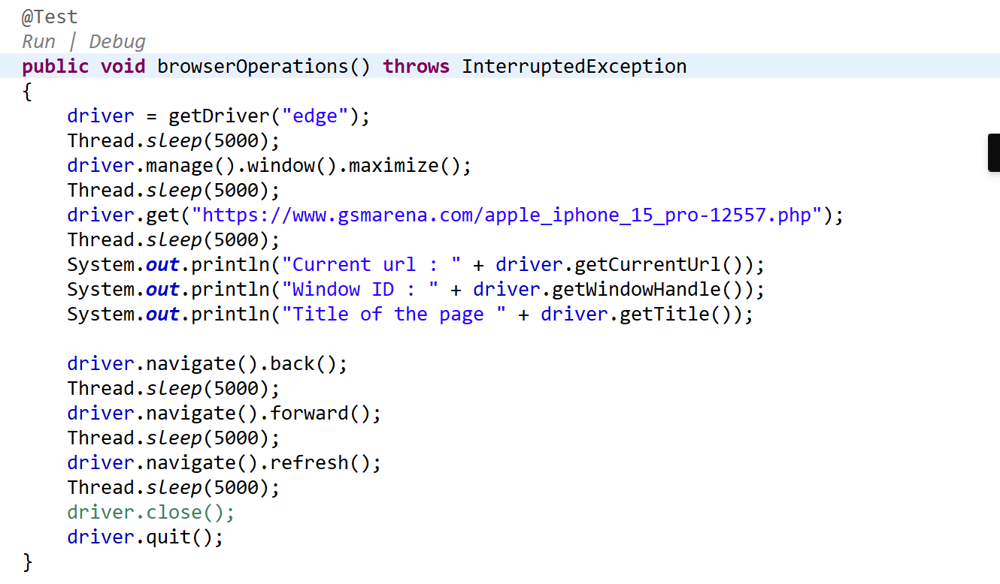 @Test
Run | Debug
public void browserOperations() throws InterruptedException
{
    driver = getDriver("edge");
    Thread.sleep(5000);
    driver.manage().window().maximize();
    Thread.sleep(5000);
    driver.get("https://www.gsmarena.com/apple_iphone_15_pro-12557.php");
    Thread.sleep(5000);
    System.out.println("Current url : " + driver.getCurrentUrl());
    System.out.println("Window ID : " + driver.getWindowHandle());
    System.out.println("Title of the page " + driver.getTitle());

    driver.navigate().back();
    Thread.sleep(5000);
    driver.navigate().forward();
    Thread.sleep(5000);
    driver.navigate().refresh();
    Thread.sleep(5000);
    driver.close();
    driver.quit();
}